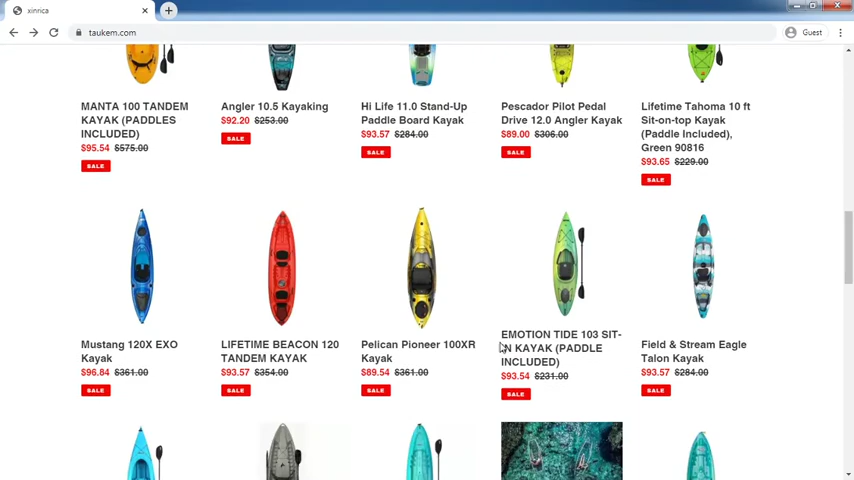 xinrica
taukem.com
Guest
MANTA 100 TANDEM
KAYAK (PADDLES
INCLUDED)
$95.54 $575.00
SALE
Angler 10.5 Kayaking
$92.20 $253.00
SALE
Hi Life 11.0 Stand-Up
Paddle Board Kayak
$93.57 $284.00
SALE
Pescador Pilot Pedal
Drive 12.0 Angler Kayak
$89.00 $306.00
SALE
Lifetime Tahoma 10 ft
Sit-on-top Kayak
(Paddle Included),
Green 90816
$93.65 $229.00
SALE
Mustang 120X EXO
Kayak
$96.84 $361.00
SALE
LIFETIME BEACON 120
TANDEM KAYAK
$93.57 $354.00
SALE
Pelican Pioneer 100XR
Kayak
$89.54 $361.00
SALE
EMOTION TIDE 103 SIT-
IN KAYAK (PADDLE
INCLUDED)
$93.54 $231.00
SALE
Field & Stream Eagle
Talon Kayak
$93.57 $284.00
SALE